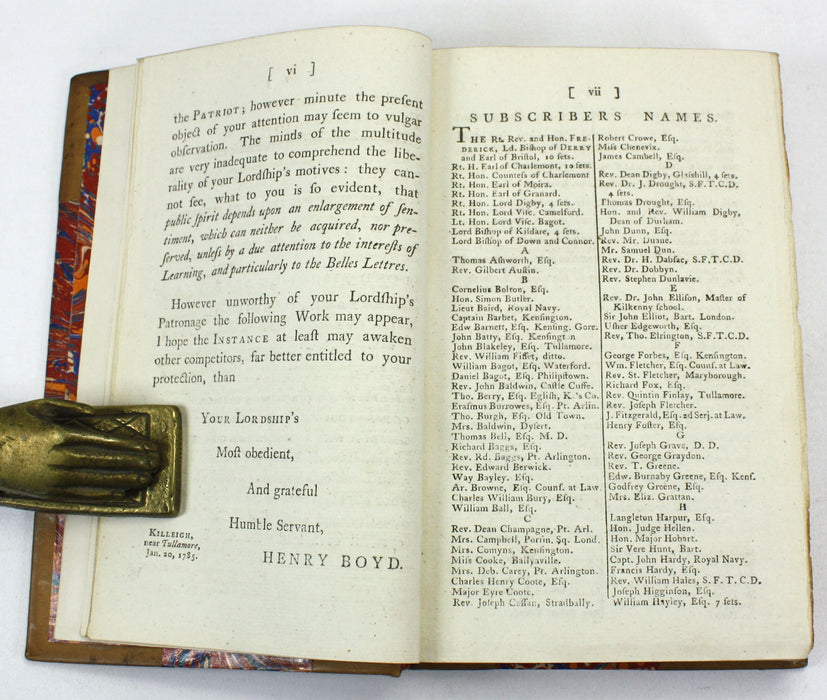 [ vi ]
the PATRIOT; however minute the preſent
object of your attention may ſeem to vulgar
obſervation. The minds of the multitude
are very inadequate to comprehend the libe-
rality of your Lordſhip's motives: they can-
not ſee, what to you is ſo evident, that
public ſpirit depends upon an enlargement of ſen-
timent, which can neither be acquired, nor pre-
ſerved, unleſs by a due attention to the intereſts of
Learning, and particularly to the Belles Lettres.
However unworthy of your Lordſhip's
Patronage the following Work may appear,
I hope the INSTANCE at leaſt may awaken
other competitors, far better entitled to your
protection, than
YOUR LORDSHIP's
Moſt obedient,
And grateful
Humble Servant,
HENRY BOYD.
KILLEIGH,
near Tullamore,
Jan. 20, 1785.
[ vii ]
SUBSCRIBERS NAMES.
THE Rt. Rev. and Hon. FRE-
DERICK, Ld. Biſhop of DERRY
and Earl of Briſtol, 10 ſets.
Rt. H. Earl of Charlemont, 10 ſets.
Rt. Hon. Counteſs of Charlemont
Rt. Hon. Earl of Moira.
Rt. Hon. Earl of Granard.
Rt. Hon. Lord Digby, 4 ſets.
Rt. Hon. Lord Viſc. Camelford.
Lt. Hon. Lord Viſc. Bagot.
Lord Biſhop of Kildare, 4 ſets.
Lord Biſhop of Down and Connor.
A
Thomas Aſhworth, Eſq.
Rev. Gilbert Auſtin.
B
Cornelius Bolton, Eſq.
Hon. Simon Butler.
Lieut Baird, Royal Navy.
Captain Barbet, Kenſington.
Edw Barnett, Eſq. Kenſing. Gore.
John Batty, Eſq. Kenſington
John Blakeley, Eſq. Tullamore.
Rev. William Fiſſet, ditto.
William Bagot, Eſq. Waterford.
Daniel Bagot, Eſq. Philipſtown.
Rev. John Baldwin, Caſtle Cuffe.
Tho. Berry, Eſq. Egliſh, K.'s Co.
Eraſmus Burrowes, Eſq. Pt. Arlin.
Tho. Burgh, Eſq. Old Town.
Mrs. Baldwin, Dyſert.
Thomas Bell, Eſq. M. D.
Richard Baggs, Eſq.
Rev. Rd. Baggs, Pt. Arlington.
Rev. Edward Berwick.
Way Bayley, Eſq.
Ar. Browne, Eſq. Counſ. at Law
Charles William Bury, Eſq.
William Ball, Eſq.
C
Rev. Dean Champagne, Pt. Arl.
Mrs. Campbell, Portm. Sq. Lond.
Mrs. Comyns, Kenſington.
Miſs Cooke, Ballyaville.
Mrs. Deb. Carey, Pt. Arlington.
Charles Henry Coote, Eſq.
Major Eyre Coote.
Rev. Joſeph Caſſan, Stradbally.
Robert Crowe, Eſq.
Miſs Chenevix.
James Cambell, Eſq.
D
Rev. Dean Digby, Glaſshill, 4 ſets.
Rev. Dr. J. Drought, S.F.T.C.D.
4 ſets.
Thomas Drought, Eſq.
Hon. and Rev. William Digby,
Dean of Durham.
John Dunn, Eſq.
Rev. Mr. Duane.
Mr. Samuel Dun.
Rev. Dr. H. Dabſac, S.F.T.C.D.
Rev. Dr. Dobbyn.
Rev. Stephen Dunlavie.
E
Rev. Dr. John Elliſon, Maſter of
Kilkenny ſchool.
Sir John Elliot, Bart. London.
Uſher Edgeworth, Eſq.
Rev, Tho. Elrington, S.F.T.C.D.
F
George Forbes, Eſq. Kenſington.
Wm. Fletcher, Eſq. Counſ. at Law.
Rev. St. Fletcher, Maryborough.
Richard Fox, Eſq.
Rev. Quintin Finlay, Tullamore.
Rev. Joſeph Fletcher.
J. Fitzgerald, Eſq. 2d Serj. at Law.
Henry Foſter, Eſq.
G
Rev. Joſeph Grave, D. D.
Rev. George Graydon.
Rev. T. Greene.
Edw. Burnaby Greene, Eſq. Kenſ.
Godfrey Greene, Eſq.
Mrs. Eliz. Grattan.
H
Langleton Harpur, Eſq.
Hon. Judge Hellen.
Hon. Major Hobart.
Sir Vere Hunt, Bart.
Capt. John Hardy, Royal Navy.
Francis Hardy, Eſq.
Rev. William Hales, S. F. T. C. D.
Joſeph Higginſon, Eſq.
William Hayley, Eſq. 7 ſets.